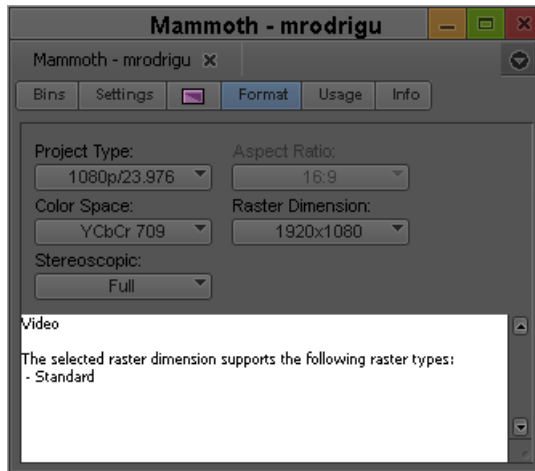 Mammoth - mrodrigu
Mammoth - mrodrigu
Bins Settings Format Usage Info
Project Type: Aspect Ratio:
1080p/23.976 16:9
Color Space: Raster Dimension:
YCbCr 709 1920x1080
Stereoscopic:
Full
Video
The selected raster dimension supports the following raster types:
- Standard